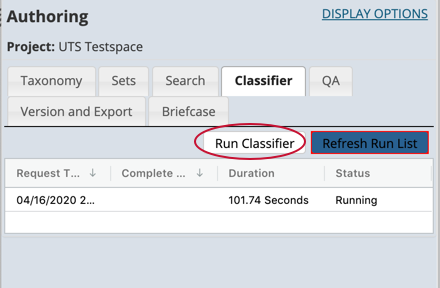 Authoring DISPLAY OPTIONS
Project: UTS Testspace
Taxonomy Sets Search Classifier QA
Version and Export Briefcase
Run Classifier Refresh Run List
Request T... ↓ Complete ... ↓ Duration Status
04/16/2020 2... 101.74 Seconds Running